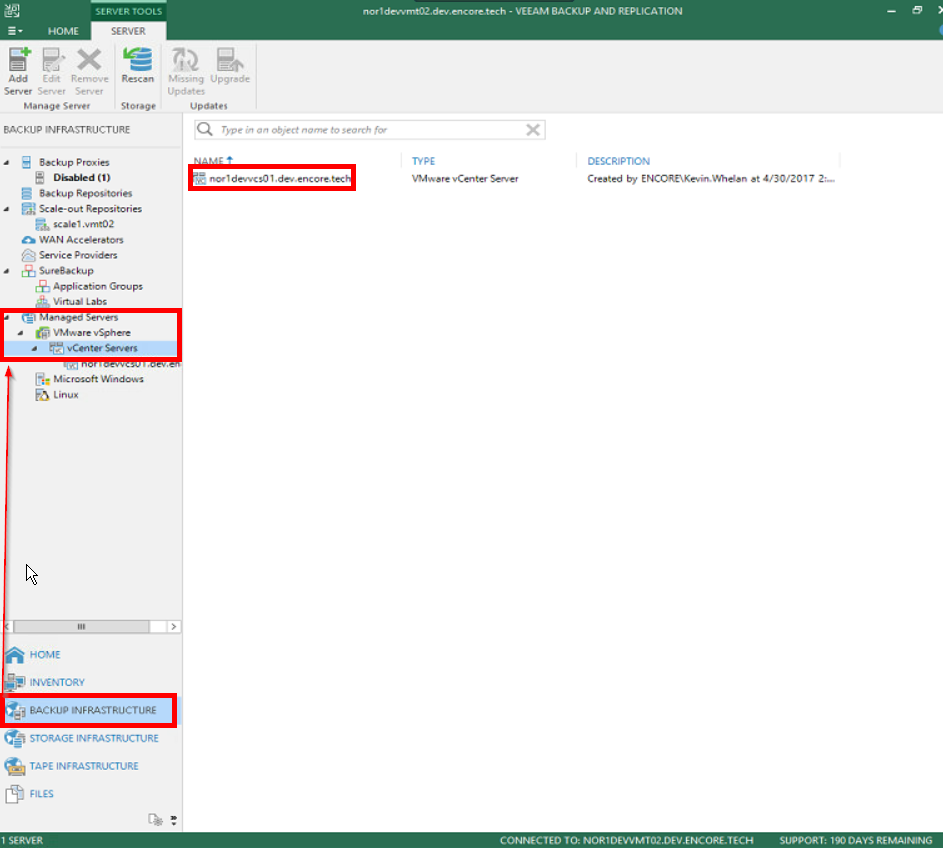 SERVER TOOLS
nor1devvmt02.dev.encore.tech - VEEAM BACKUP AND REPLICATION
HOME
SERVER
Add Server
Edit Server
Remove Server
Rescan
Missing Updates
Upgrade
Manage Server
Storage
Updates
BACKUP INFRASTRUCTURE
Type in an object name to search for
NAME
TYPE
DESCRIPTION
nor1devvcs01.dev.encore.tech
VMware vCenter Server
Created by ENCORE\Kevin.Whelan at 4/30/2017 2:...
Backup Proxies
Disabled (1)
Backup Repositories
Scale-out Repositories
scale1.vmt02
WAN Accelerators
Service Providers
SureBackup
Application Groups
Virtual Labs
Managed Servers
VMware vSphere
vCenter Servers
nor1devvcs01.dev.en
Microsoft Windows
Linux
HOME
INVENTORY
BACKUP INFRASTRUCTURE
STORAGE INFRASTRUCTURE
TAPE INFRASTRUCTURE
FILES
1 SERVER
CONNECTED TO: NOR1DEVVMT02.DEV.ENCORE.TECH
SUPPORT: 190 DAYS REMAINING